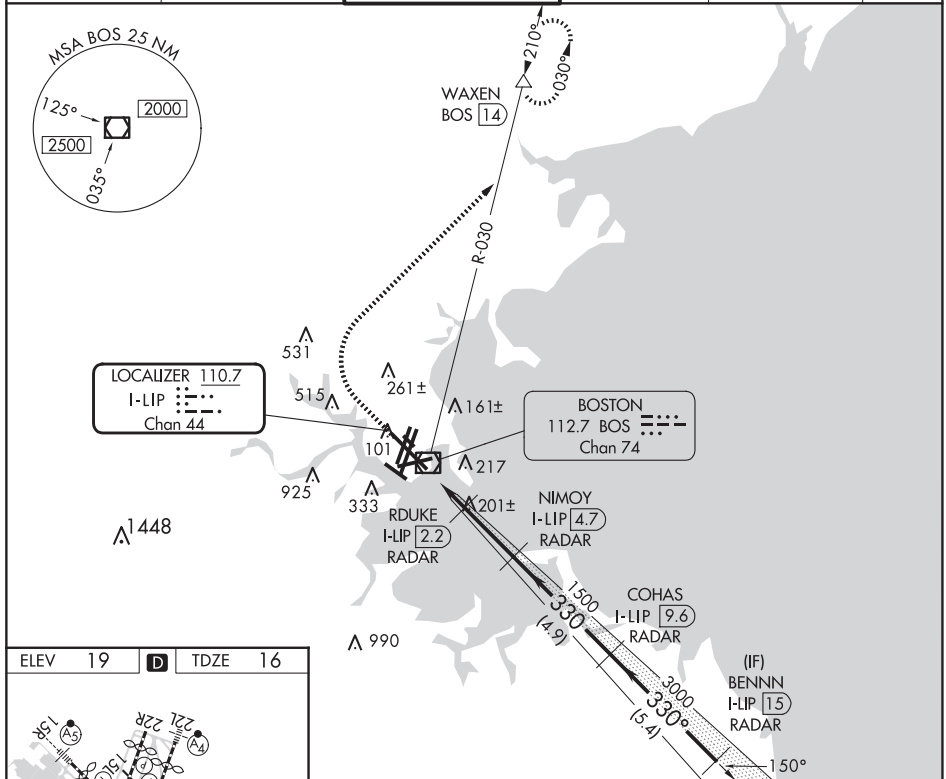 MSA BOS 25 NM
125°
2000
2500
035°
210°
030°
WAXEN
BOS 14
R-030
531
LOCALIZER 110.7
I-LIP
Chan 44
515
261±
161±
BOSTON
112.7 BOS
Chan 74
101
217
925
333
201±
NIMOY
I-LIP 4.7
RADAR
RDUKE
I-LIP 2.2
RADAR
1448
1500
330
(4.9)
COHAS
I-LIP 9.6
RADAR
990
(IF)
BENNN
I-LIP 15
RADAR
3000
330°
(5.4)
150°
ELEV 19 D TDZE 16
15R
A5
22R
22L
A4
15L
P